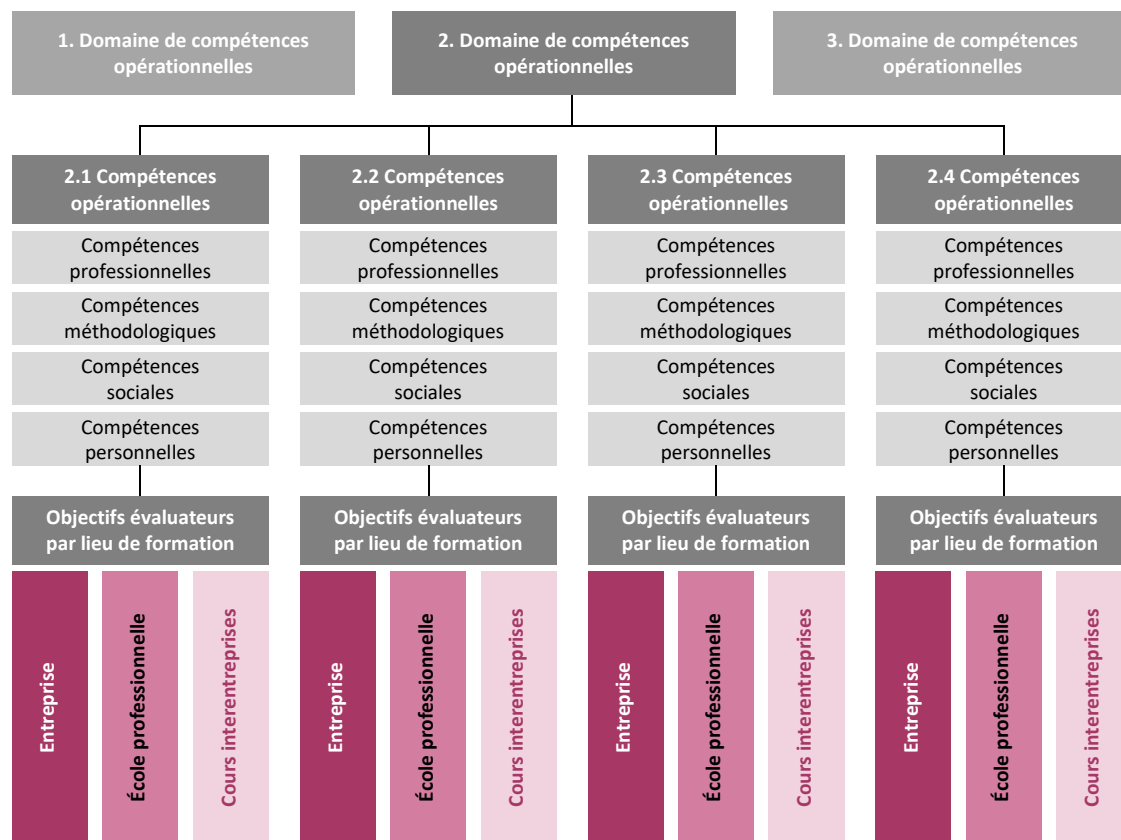 1. Domaine de compétences
opérationnelles
2. Domaine de compétences
opérationnelles
3. Domaine de compétences
opérationnelles
2.1 Compétences
opérationnelles
2.2 Compétences
opérationnelles
2.3 Compétences
opérationnelles
2.4 Compétences
opérationnelles
Compétences
professionnelles
Compétences
professionnelles
Compétences
professionnelles
Compétences
professionnelles
Compétences
méthodologiques
Compétences
méthodologiques
Compétences
méthodologiques
Compétences
méthodologiques
Compétences
sociales
Compétences
sociales
Compétences
sociales
Compétences
sociales
Compétences
personnelles
Compétences
personnelles
Compétences
personnelles
Compétences
personnelles
Objectifs évaluateurs
par lieu de formation
Objectifs évaluateurs
par lieu de formation
Objectifs évaluateurs
par lieu de formation
Objectifs évaluateurs
par lieu de formation
Entreprise
École professionnelle
Cours interentreprises
Entreprise
École professionnelle
Cours interentreprises
Entreprise
École professionnelle
Cours interentreprises
Entreprise
École professionnelle
Cours interentreprises